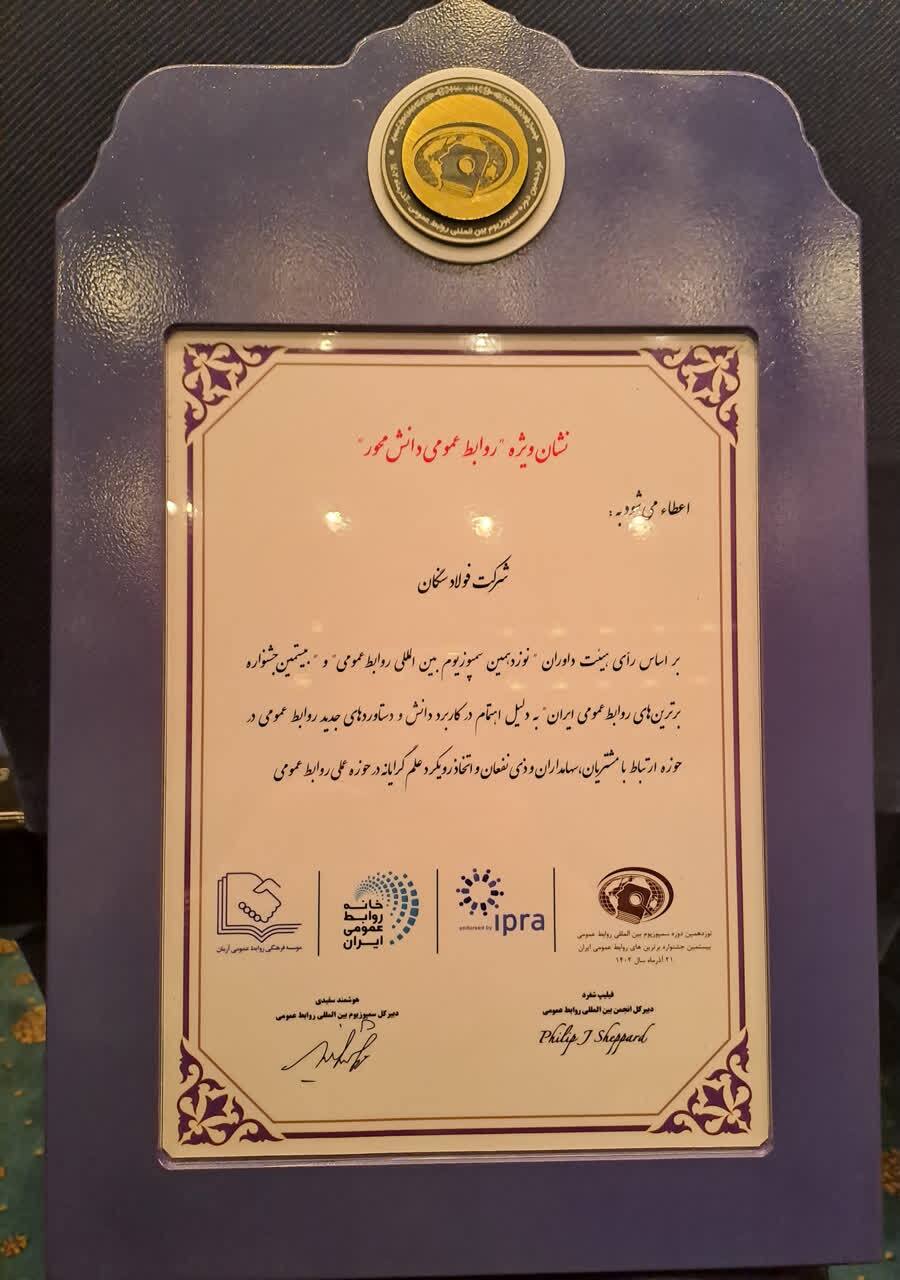 نشان ویژه "روابط عمومی دانش محور"
اعطاء می شود به:
شرکت فولاد سنگان
بر اساس رأی هیئت داوران "نوزدهمین سمپوزیوم بین المللی روابط عمومی" و "بیستمین جشنواره
برترین‌های روابط عمومی ایران" به دلیل اهتمام در کاربرد دانش و دستاوردهای جدید روابط عمومی در
حوزه ارتباط با مشتریان، سهامداران و ذی نفعان و اتخاذ رویکرد علم گرایانه در حوزه عملی روابط عمومی
نوزدهمین دوره سمپوزیوم بین المللی روابط عمومی
بیستمین جشنواره برترین های روابط عمومی ایران
۲۱ آذرماه سال ۱۴۰۲
endorsed by ipra
خانه
روابط
عمومی
ایران
موسسه فرهنگی روابط عمومی آرمان
فیلیپ شفرد
دبیرکل انجمن بین المللی روابط عمومی
Philip J Sheppard
هوشمند سفیدی
دبیرکل سمپوزیوم بین المللی روابط عمومی